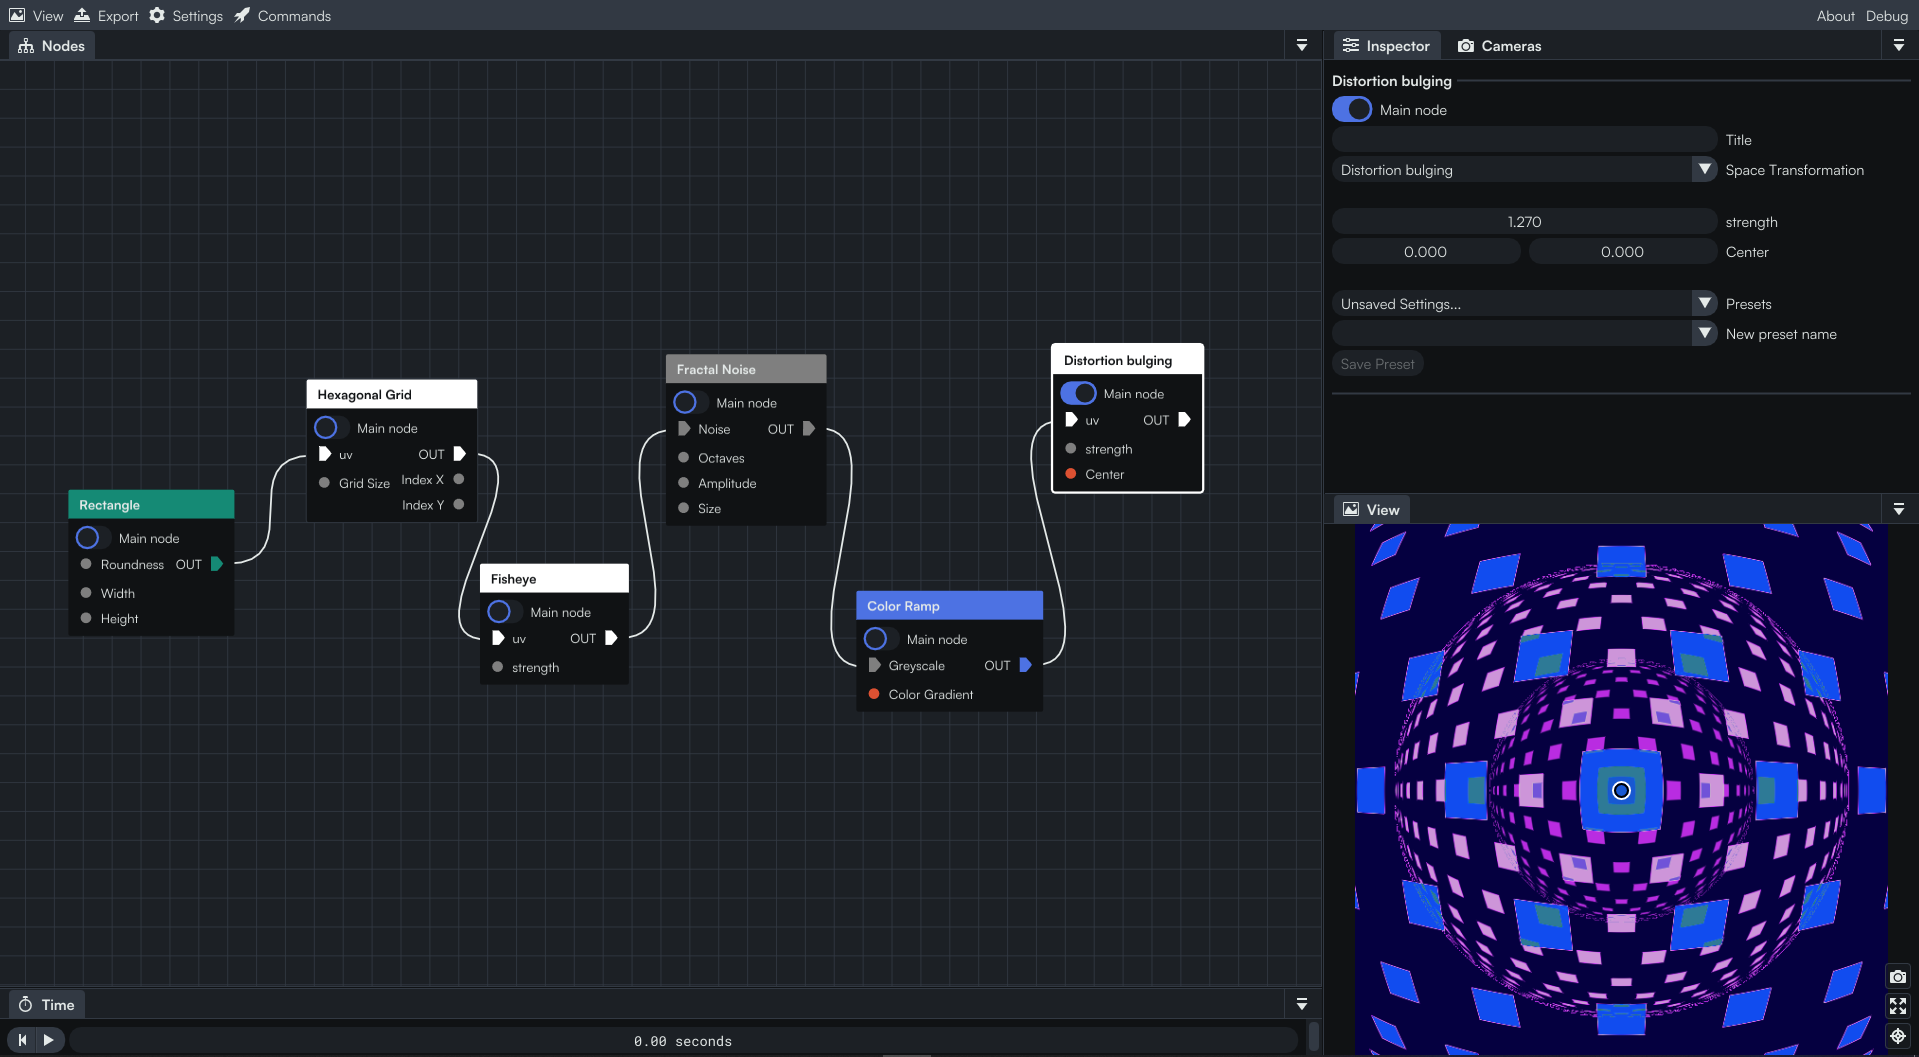 View Export Settings Commands About Debug
Nodes
Inspector Cameras
Distortion bulging
Main node
Title
Distortion bulging Space Transformation
1.270 strength
0.000 0.000 Center
Unsaved Settings... Presets
New preset name
Save Preset
View
Rectangle
Main node
Roundness OUT
Width
Height
Hexagonal Grid
Main node
uv OUT
Grid Size Index X
Index Y
Fisheye
Main node
uv OUT
strength
Fractal Noise
Main node
Noise OUT
Octaves
Amplitude
Size
Color Ramp
Main node
Greyscale OUT
Color Gradient
Distortion bulging
Main node
uv OUT
strength
Center
Time
0.00 seconds